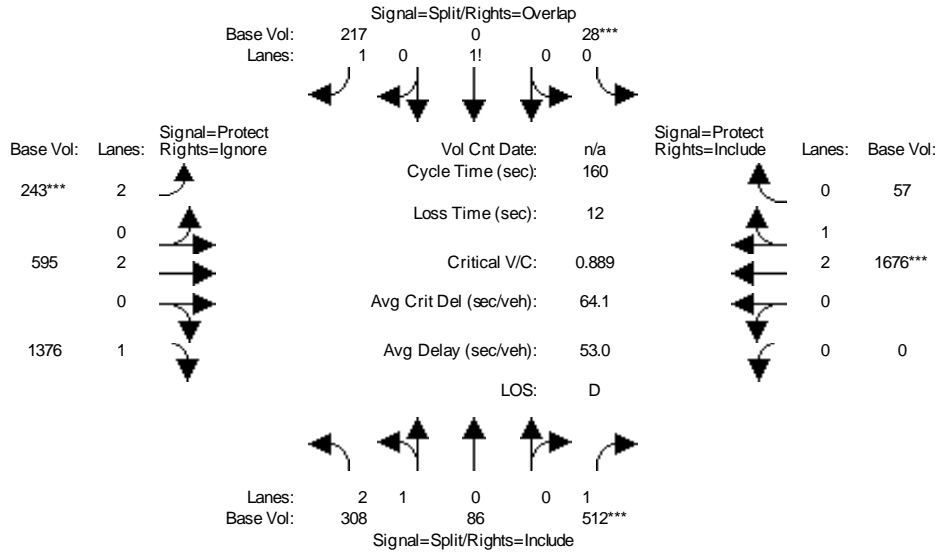 Signal=Split/Rights=Overlap
Base Vol: 217 0 28***
Lanes: 1 0 1! 0 0
Signal=Protect
Rights=Ignore
Base Vol: Lanes:
243*** 2
0
595 2
0
1376 1
Vol Cnt Date: n/a
Cycle Time (sec): 160
Loss Time (sec): 12
Critical V/C: 0.889
Avg Crit Del (sec/veh): 64.1
Avg Delay (sec/veh): 53.0
LOS: D
Signal=Protect
Rights=Include
Lanes: Base Vol:
0 57
1
2 1676***
0
0 0
Lanes: 2 1 0 0 1
Base Vol: 308 86 512***
Signal=Split/Rights=Include